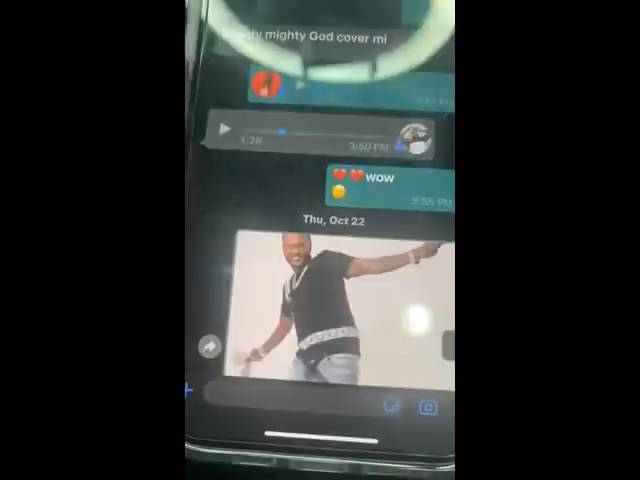 mighty God cover mi
1:28
3:50 PM
❤️❤️wow
3:55 PM
Thu, Oct 22